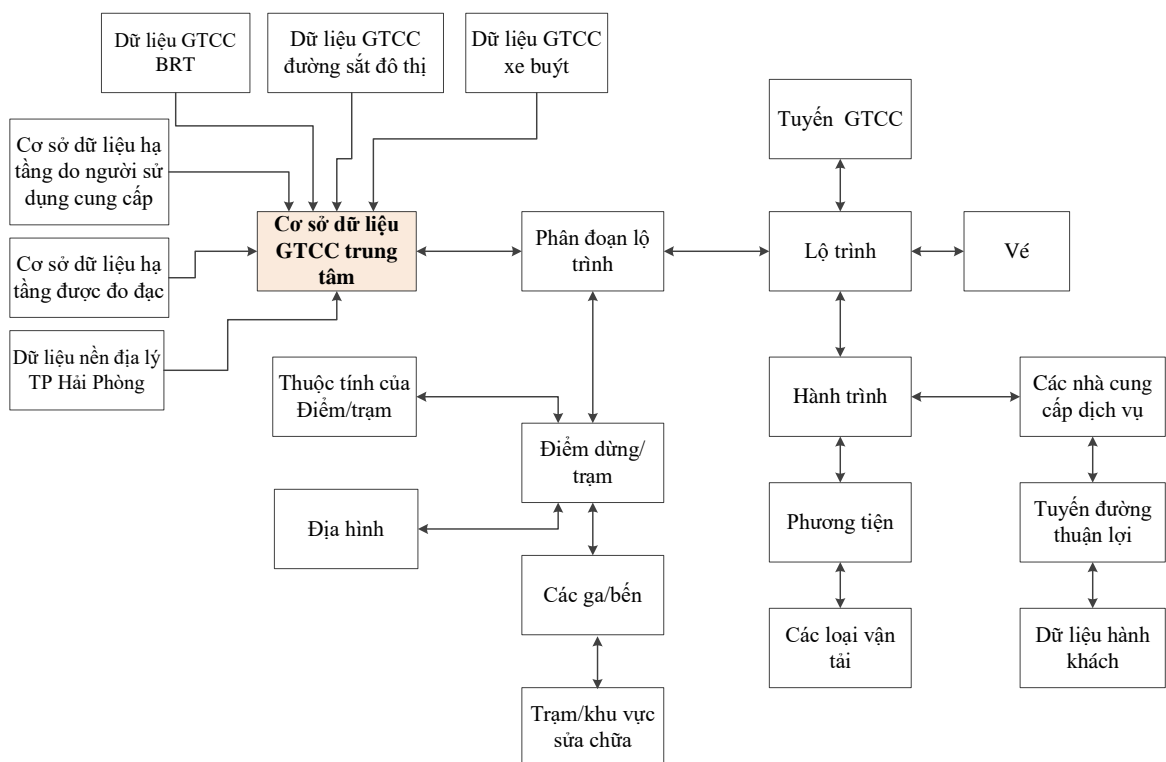 Dữ liệu GTCC
BRT
Dữ liệu GTCC
đường sắt đô thị
Dữ liệu GTCC
xe buýt
Tuyến GTCC
Cơ sở dữ liệu hạ
tầng do người sử
dụng cung cấp
Cơ sở dữ liệu
GTCC trung
tâm
Phân đoạn lộ
trình
Lộ trình
Vé
Cơ sở dữ liệu hạ
tầng được đo đạc
Dữ liệu nền địa lý
TP Hải Phòng
Thuộc tính của
Điểm/trạm
Hành trình
Các nhà cung
cấp dịch vụ
Điểm dừng/
trạm
Địa hình
Phương tiện
Tuyến đường
thuận lợi
Các ga/bến
Các loại vận
tải
Dữ liệu hành
khách
Trạm/khu vực
sửa chữa